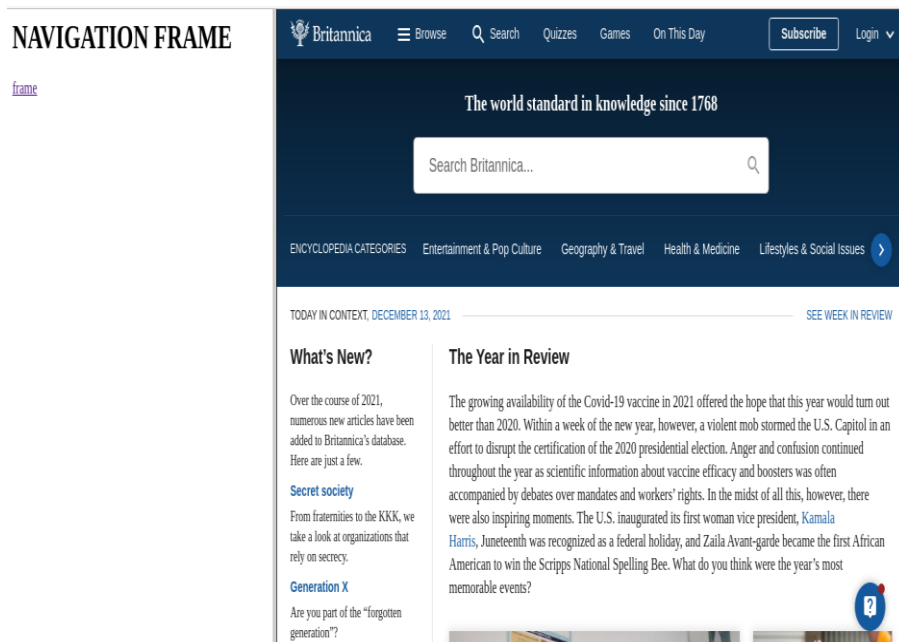 NAVIGATION FRAME
frame
Britannica
Browse
Search
Quizzes
Games
On This Day
Subscribe
Login
The world standard in knowledge since 1768
Search Britannica...
ENCYCLOPEDIA CATEGORIES
Entertainment & Pop Culture
Geography & Travel
Health & Medicine
Lifestyles & Social Issues
TODAY IN CONTEXT, DECEMBER 13, 2021
SEE WEEK IN REVIEW
What's New?
Over the course of 2021,
numerous new articles have been
added to Britannica's database.
Here are just a few.
Secret society
From fraternities to the KKK, we
take a look at organizations that
rely on secrecy.
Generation X
Are you part of the "forgotten
generation"?
The Year in Review
The growing availability of the Covid-19 vaccine in 2021 offered the hope that this year would turn out
better than 2020. Within a week of the new year, however, a violent mob stormed the U.S. Capitol in an
effort to disrupt the certification of the 2020 presidential election. Anger and confusion continued
throughout the year as scientific information about vaccine efficacy and boosters was often
accompanied by debates over mandates and workers' rights. In the midst of all this, however, there
were also inspiring moments. The U.S. inaugurated its first woman vice president, Kamala
Harris, Juneteenth was recognized as a federal holiday, and Zaila Avant-garde became the first African
American to win the Scripps National Spelling Bee. What do you think were the year's most
memorable events?